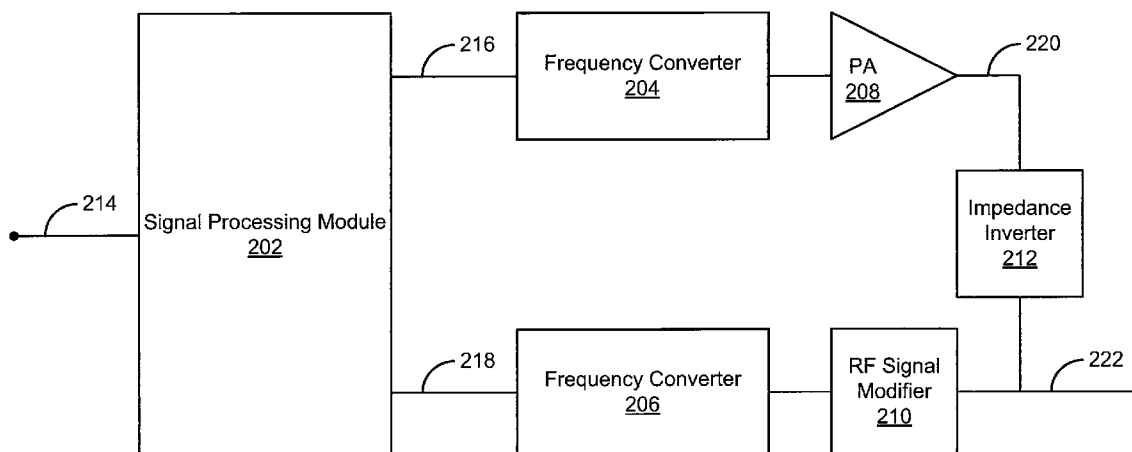 216
Frequency Converter
204
PA
208
220
214
Signal Processing Module
202
Impedance
Inverter
212
218
Frequency Converter
206
RF Signal
Modifier
210
222